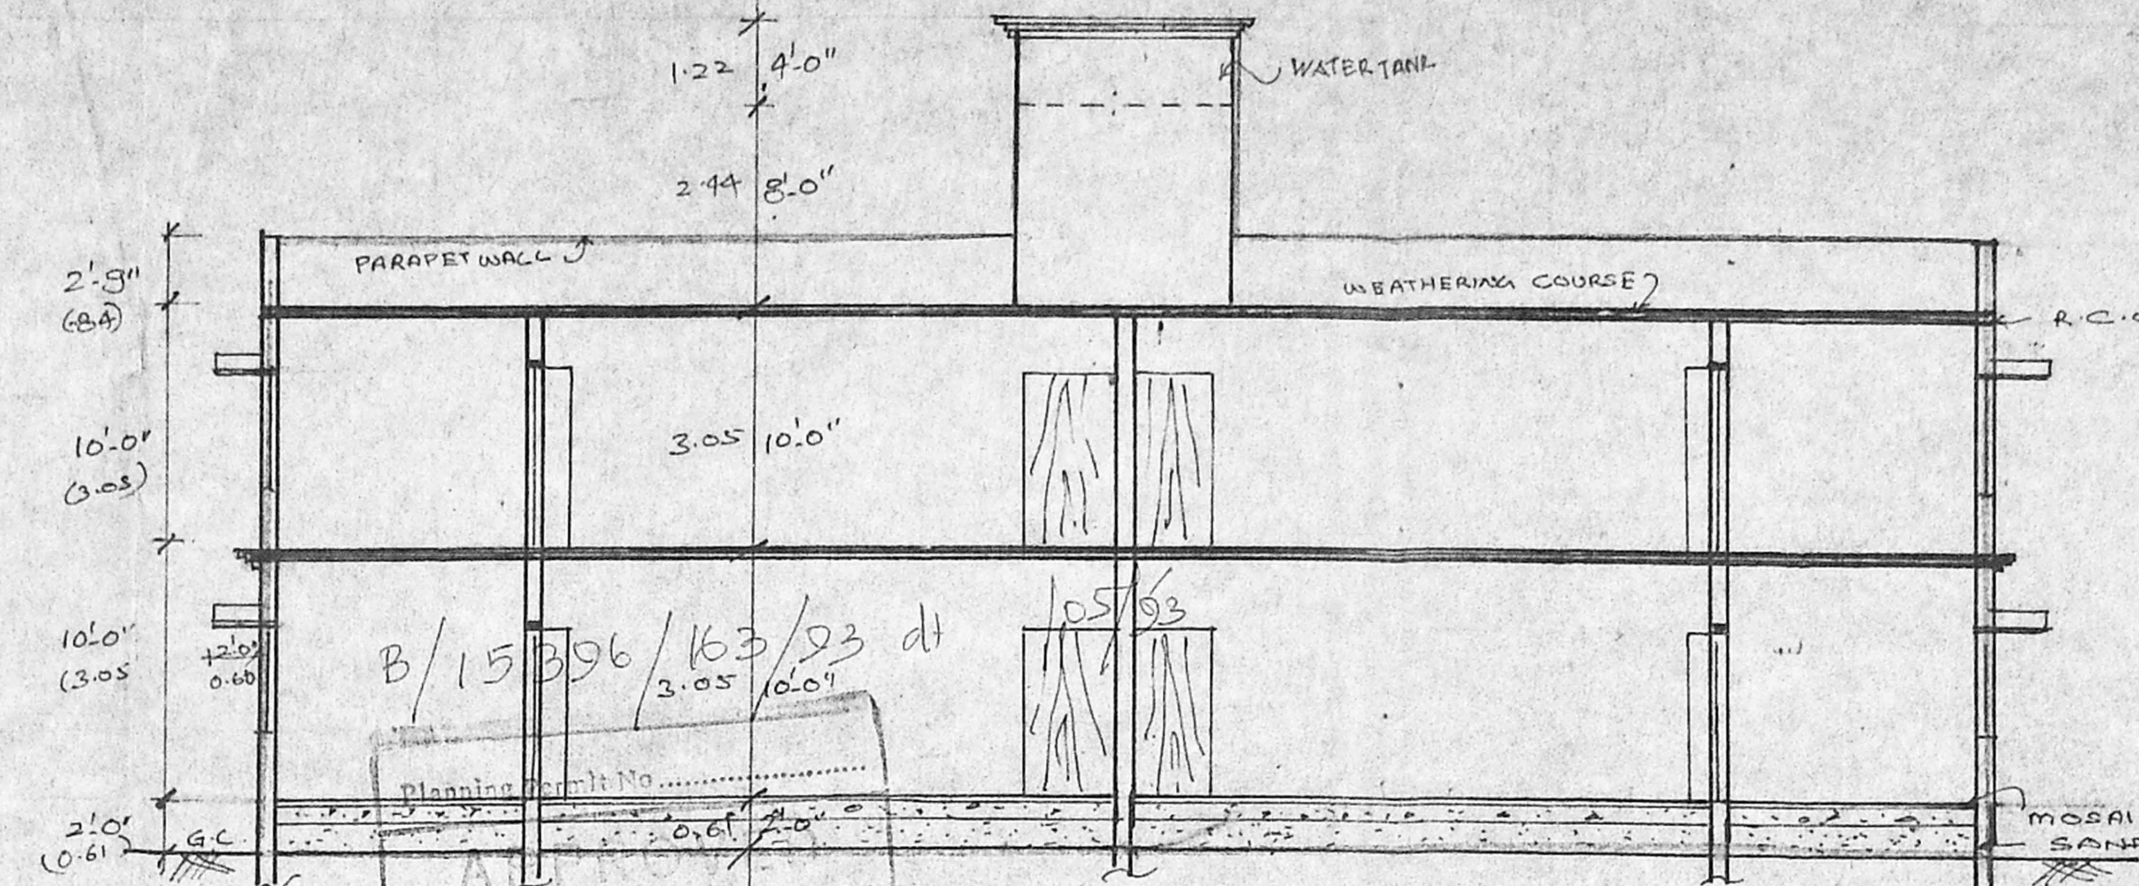 1.22 4'-0"
WATER TANK
2.44 8'-0"
PARAPET WALL
2'-9"
(.84)
WEATHERING COURSE
R.C.C
10'-0"
(3.05)
3.05 10'-0"
10'-0"
(3.05
2'-0"
0.60
B/15396/163/93 dt /05/93
3.05 10'-0"
Planning Permit No
2'-0"
(0.61)
G.L
0.61 2'-0"
MOSAI
SAND